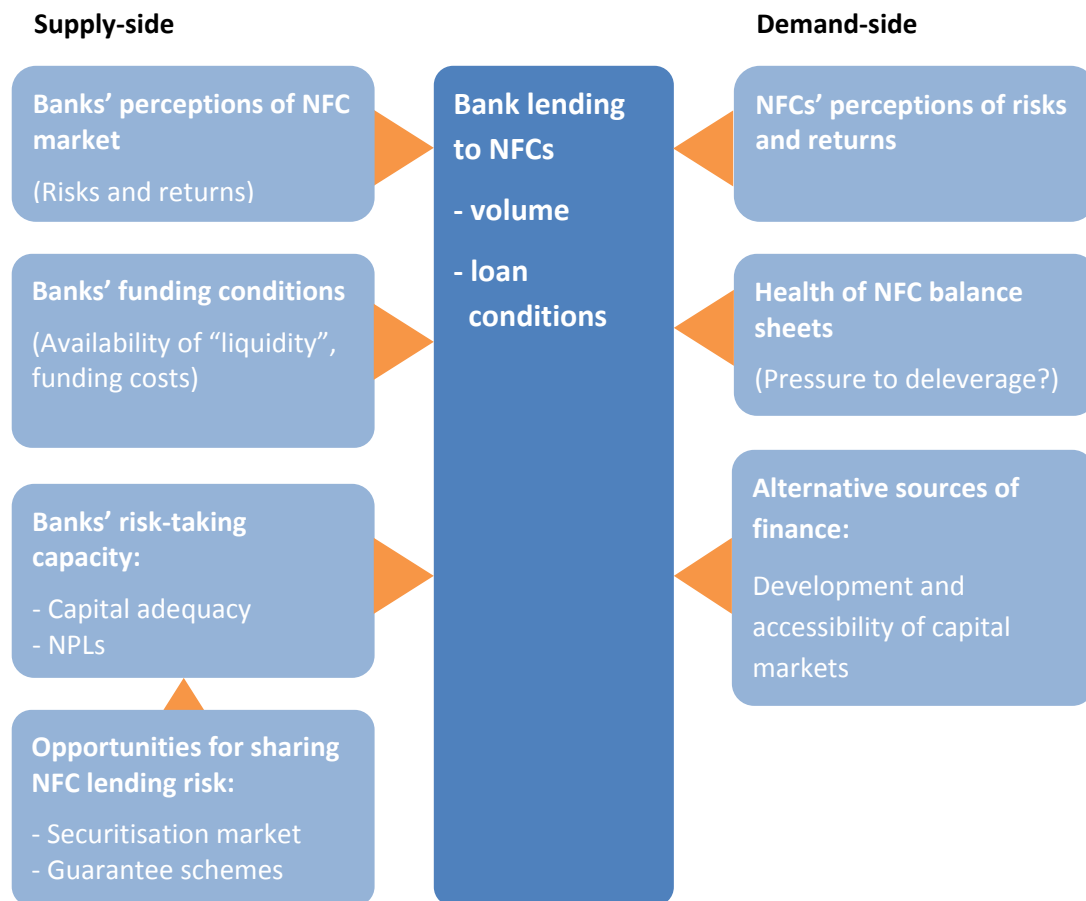 Supply-side
Demand-side
Banks’ perceptions of NFC
market
(Risks and returns)
Banks’ funding conditions
(Availability of “liquidity”,
funding costs)
Banks’ risk-taking
capacity:
- Capital adequacy
- NPLs
Opportunities for sharing
NFC lending risk:
- Securitisation market
- Guarantee schemes
Bank lending
to NFCs
- volume
- loan
conditions
NFCs’ perceptions of risks
and returns
Health of NFC balance
sheets
(Pressure to deleverage?)
Alternative sources of
finance:
Development and
accessibility of capital
markets